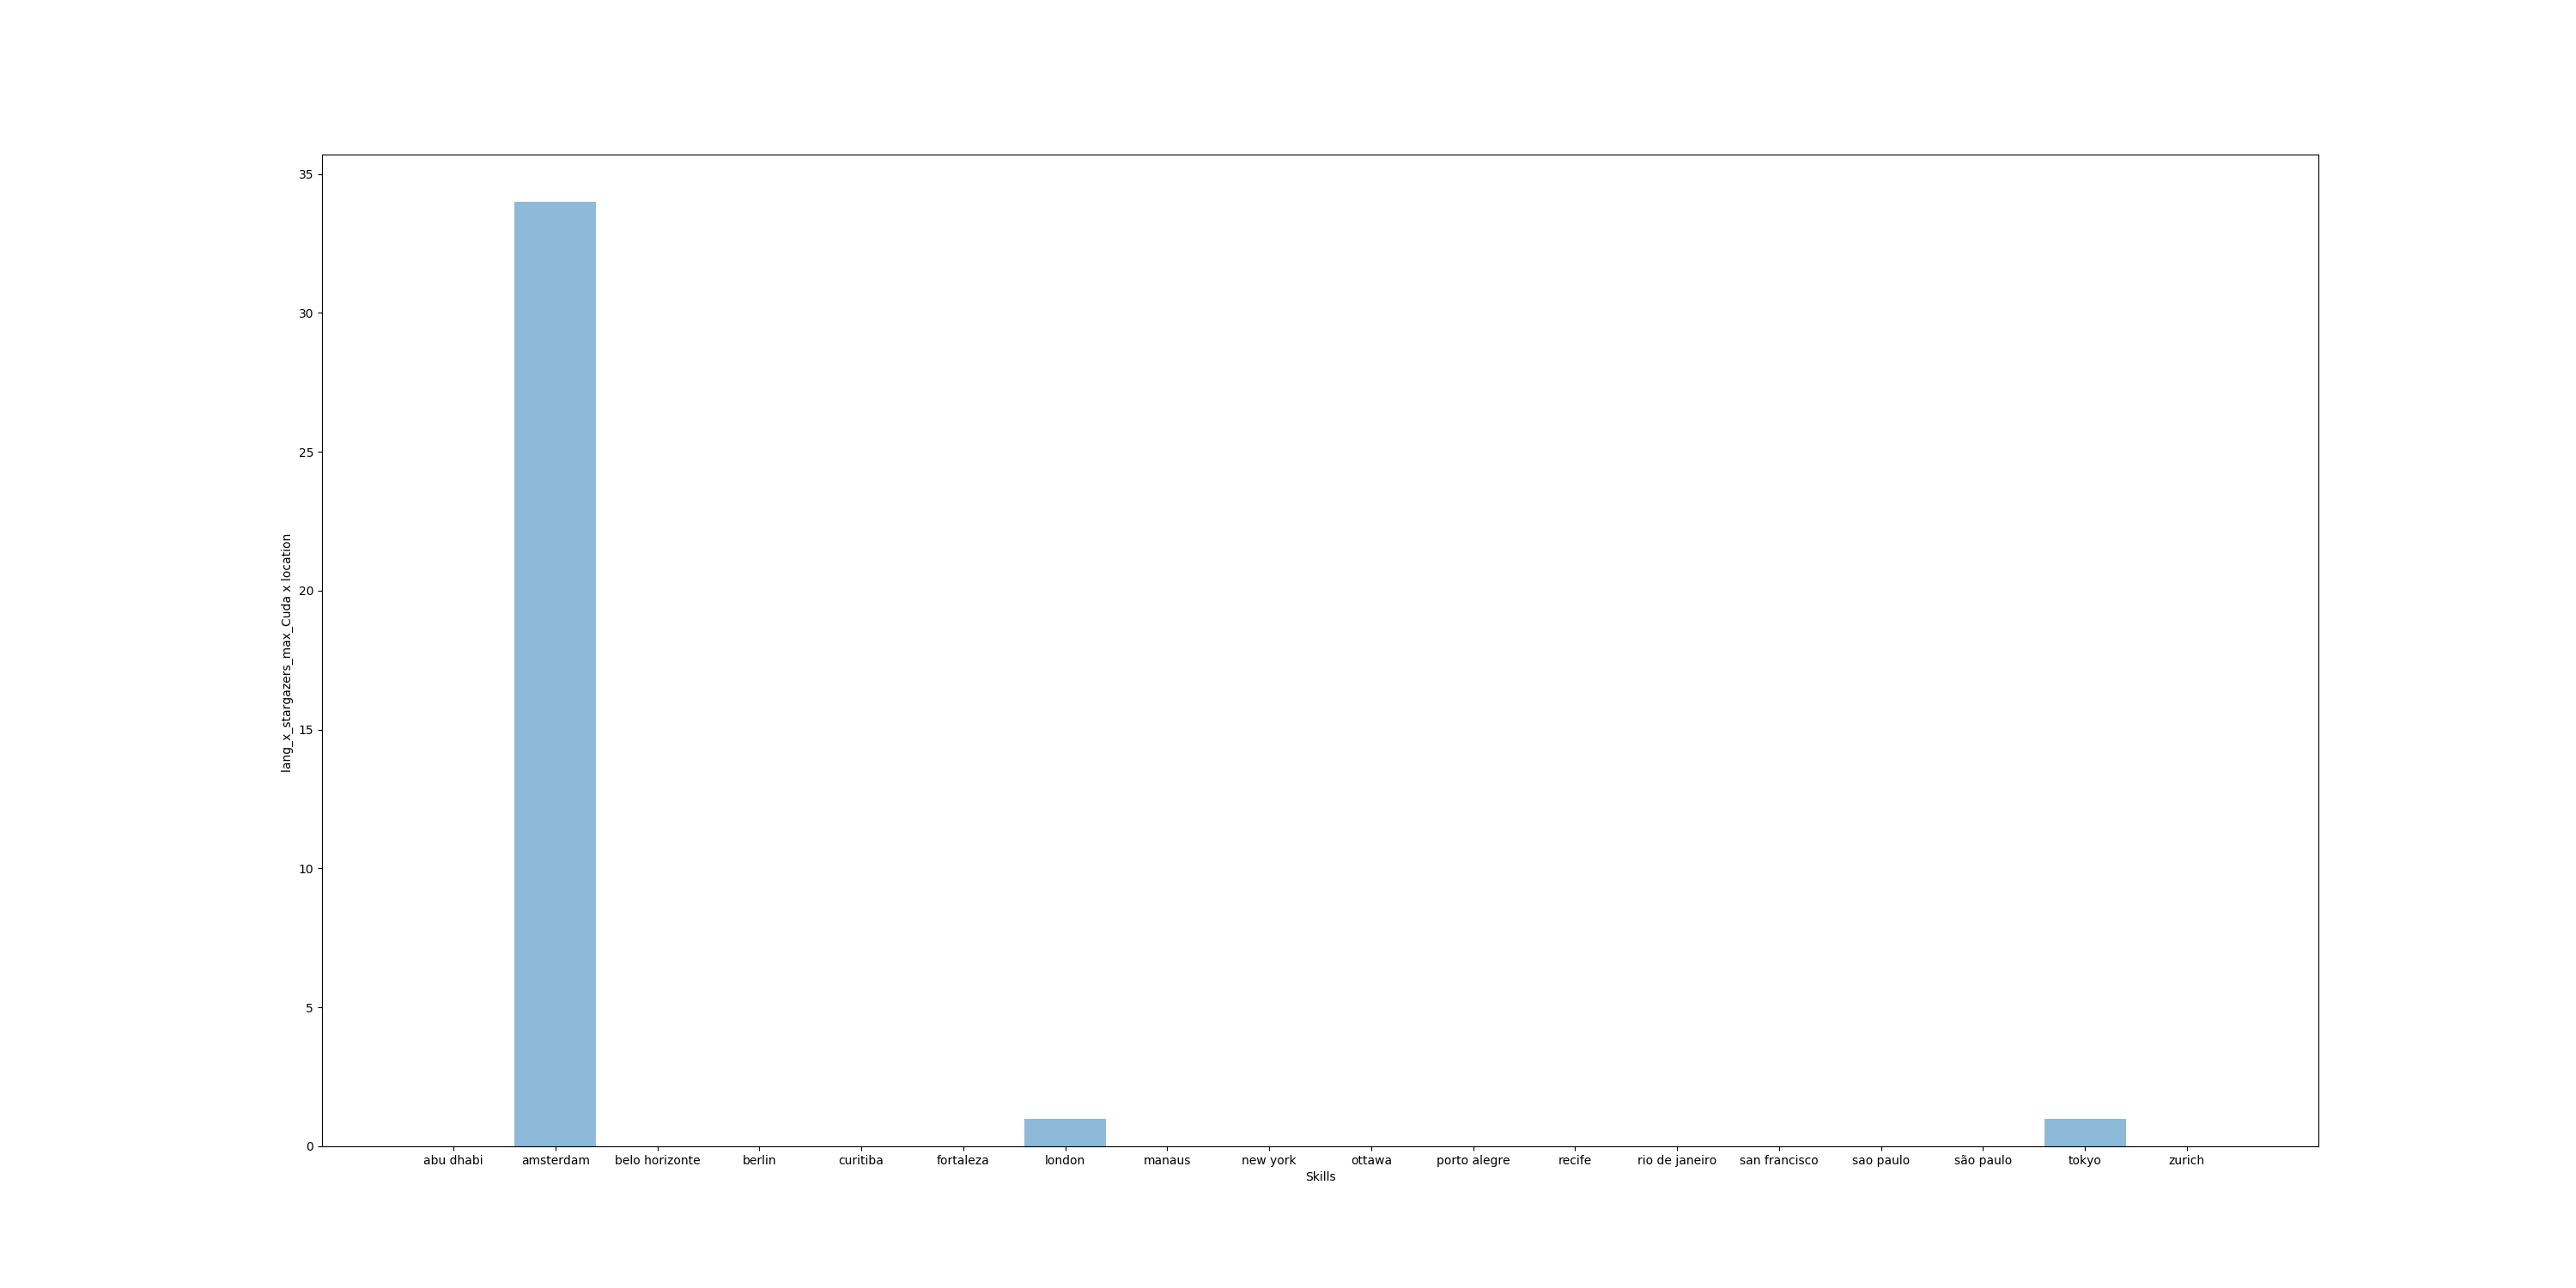 lang_x_stargazers_max_Cuda x location
35
30
25
20
15
10
5
0
abu dhabi amsterdam belo horizonte berlin curitiba fortaleza london manaus new york ottawa porto alegre recife rio de janeiro san francisco sao paulo são paulo tokyo zurich
Skills